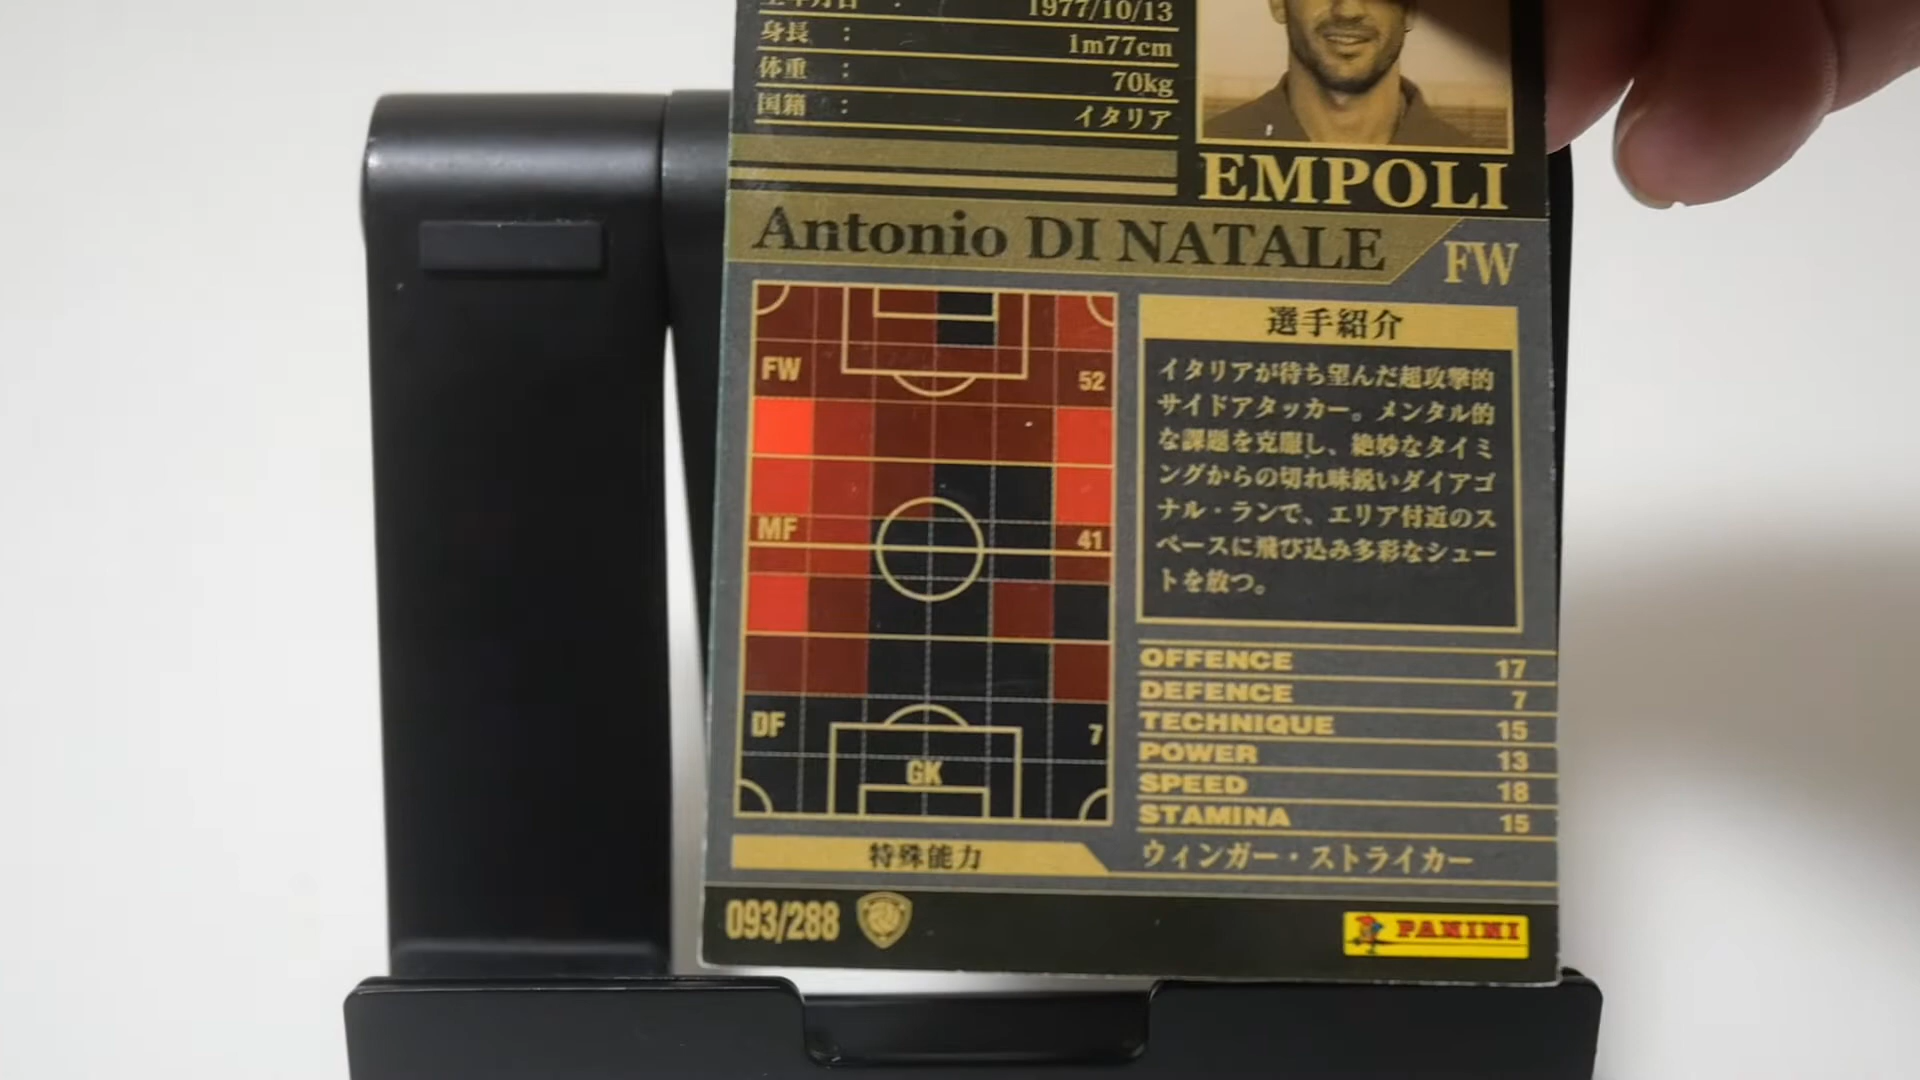 生年月日 : 1977/10/13
身長 : 1m77cm
体重 : 70kg
国籍 : イタリア
EMPOLI
Antonio DI NATALE
FW
FW 52
MF 41
DF 7
GK
選手紹介
イタリアが待ち望んだ超攻撃的
サイドアタッカー。メンタル的
な課題を克服し、絶妙なタイミ
ングからの切れ味鋭いダイアゴ
ナル・ランで、エリア付近のス
ペースに飛び込み多彩なシュー
トを放つ。
OFFENCE 17
DEFENCE 7
TECHNIQUE 15
POWER 13
SPEED 18
STAMINA 15
特殊能力 ウィンガー・ストライカー
093/288
PANINI